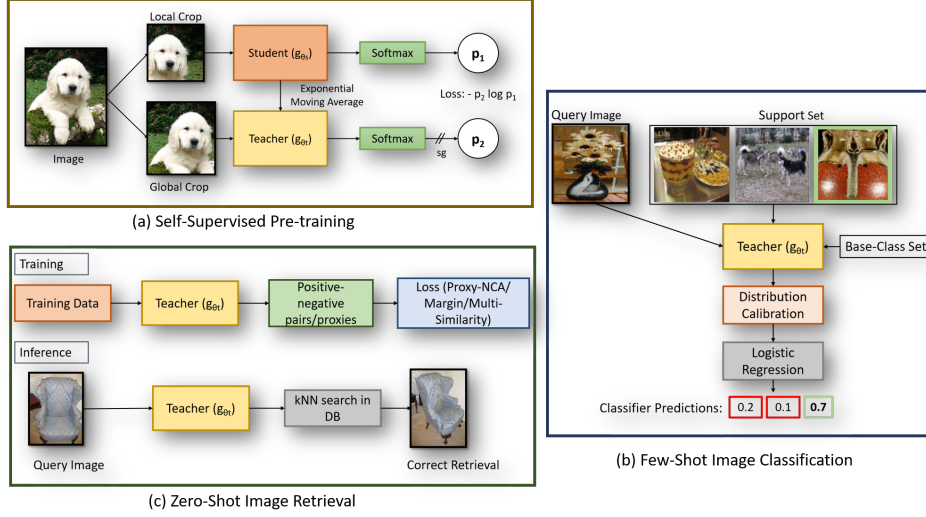 Local Crop
Student (gθs)
Softmax
p1
Exponential
Moving Average
Loss: - p2 log p1
Image
Teacher (gθt)
Softmax
sg
p2
Global Crop
(a) Self-Supervised Pre-training
Query Image
Support Set
Teacher (gθt)
Base-Class Set
Distribution
Calibration
Logistic
Regression
Classifier Predictions: 0.2 0.1 0.7
(b) Few-Shot Image Classification
Training
Training Data
Teacher (gθt)
Positive-
negative
pairs/proxies
Loss (Proxy-NCA/
Margin/Multi-
Similarity)
Inference
Teacher (gθt)
kNN search in
DB
Query Image
Correct Retrieval
(c) Zero-Shot Image Retrieval